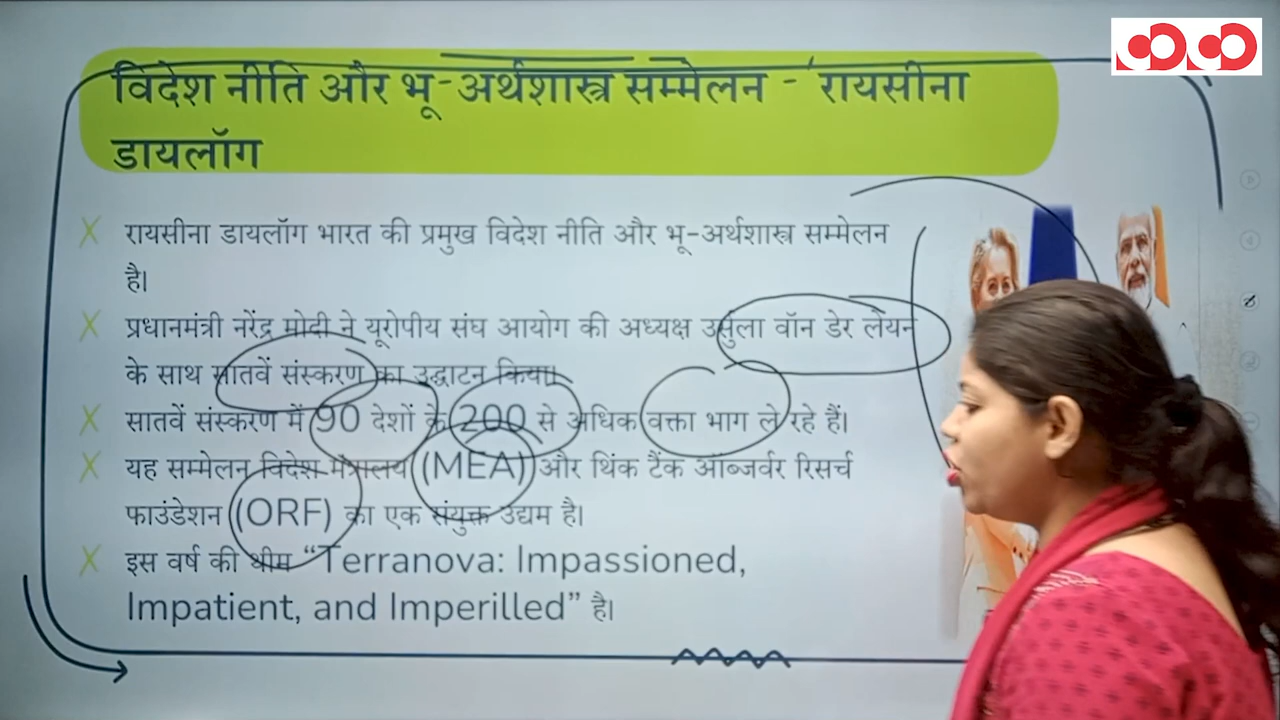 विदेश नीति और भू-अर्थशास्त्र सम्मेलन - 'रायसीना
डायलॉग
रायसीना डायलॉग भारत की प्रमुख विदेश नीति और भू-अर्थशास्त्र सम्मेलन
है।
प्रधानमंत्री नरेंद्र मोदी ने यूरोपीय संघ आयोग की अध्यक्ष उर्सुला वॉन डेर लेयन
के साथ सातवें संस्करण का उद्घाटन किया।
सातवें संस्करण में 90 देशों के 200 से अधिक वक्ता भाग ले रहे हैं।
यह सम्मेलन विदेश मंत्रालय (MEA) और थिंक टैंक ऑब्जर्वर रिसर्च
फाउंडेशन (ORF) का एक संयुक्त उद्यम है।
इस वर्ष की थीम “Terranova: Impassioned,
Impatient, and Imperilled” है।